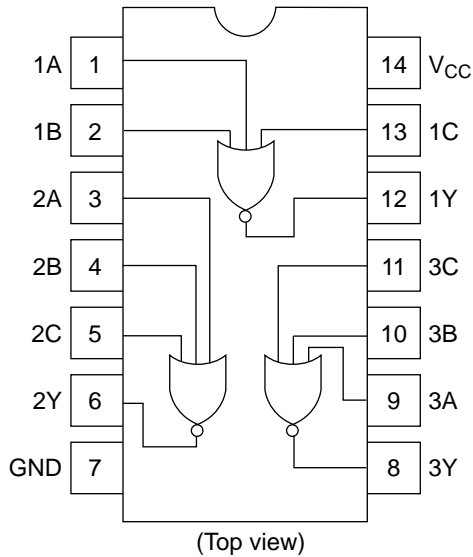 1A 1 14 VCC
1B 2 13 1C
2A 3 12 1Y
2B 4 11 3C
2C 5 10 3B
2Y 6 9 3A
GND 7 8 3Y
(Top view)